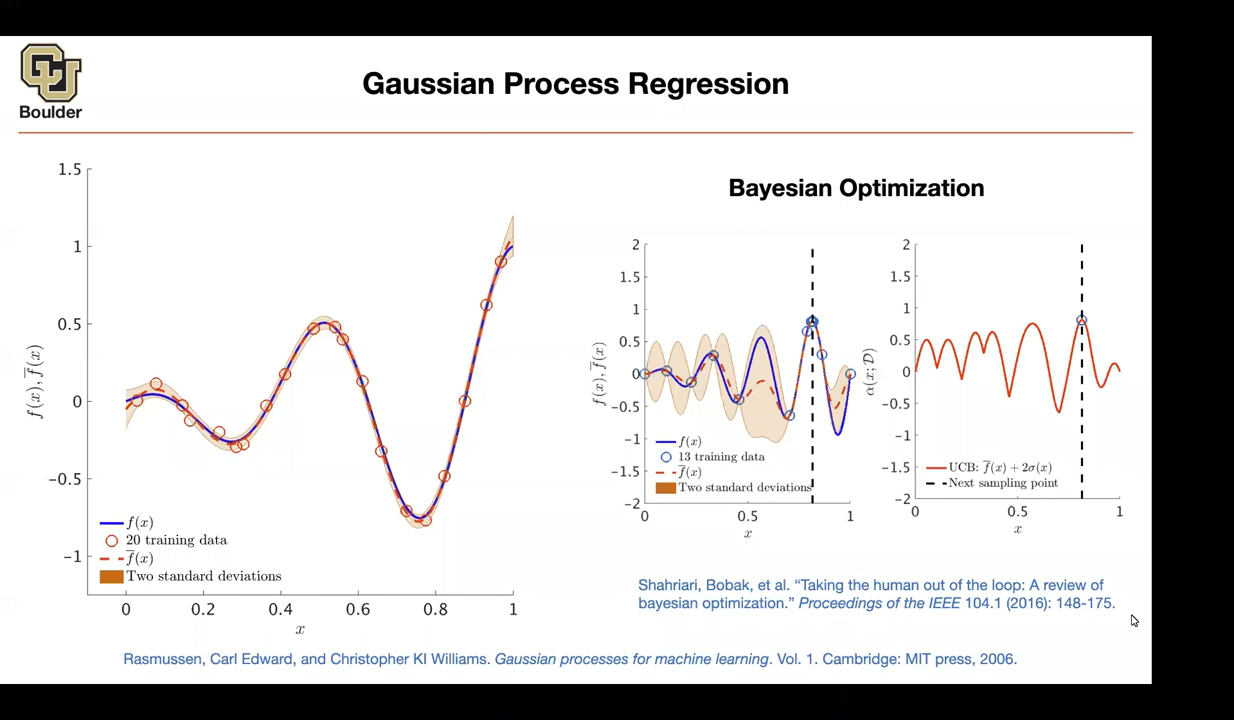 Boulder
Gaussian Process Regression
1.5
1
0.5
0
−0.5
−1
f(x), f̅(x)
f(x)
20 training data
f̅(x)
Two standard deviations
0 0.2 0.4 0.6 0.8 1
x
Bayesian Optimization
2
1.5
1
0.5
0
−0.5
−1
−1.5
−2
f(x), f̅(x)
f(x)
13 training data
f̅(x)
Two standard deviations
0 0.5 1
x
2
1.5
1
0.5
0
−0.5
−1
−1.5
−2
α(x; 𝒟)
UCB: f̅(x) + 2σ(x)
Next sampling point
0 0.5 1
x
Shahriari, Bobak, et al. “Taking the human out of the loop: A review of
bayesian optimization.” Proceedings of the IEEE 104.1 (2016): 148-175.
Rasmussen, Carl Edward, and Christopher KI Williams. Gaussian processes for machine learning. Vol. 1. Cambridge: MIT press, 2006.